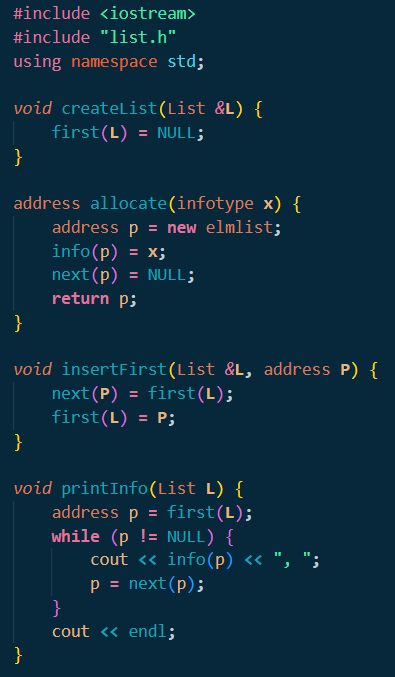 #include <iostream>
#include "list.h"
using namespace std;

void createList(List &L) {
    first(L) = NULL;
}

address allocate(infotype x) {
    address p = new elmlist;
    info(p) = x;
    next(p) = NULL;
    return p;
}

void insertFirst(List &L, address P) {
    next(P) = first(L);
    first(L) = P;
}

void printInfo(List L) {
    address p = first(L);
    while (p != NULL) {
        cout << info(p) << ", ";
        p = next(p);
    }
    cout << endl;
}